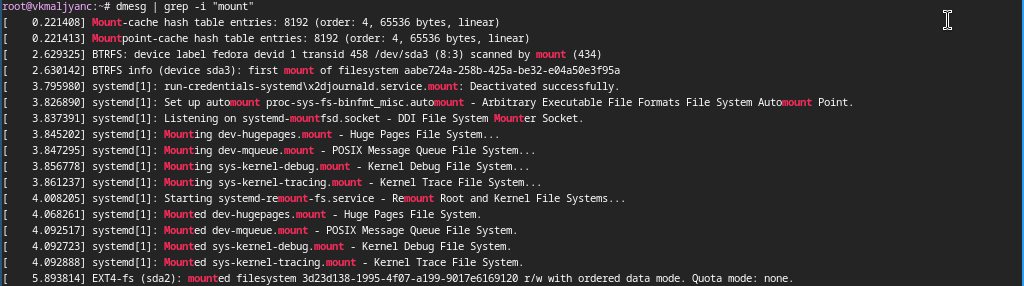 root@vkmaljyanc:~# dmesg | grep -i "mount"
[    0.221408] Mount-cache hash table entries: 8192 (order: 4, 65536 bytes, linear)
[    0.221413] Mountpoint-cache hash table entries: 8192 (order: 4, 65536 bytes, linear)
[    2.629325] BTRFS: device label fedora devid 1 transid 458 /dev/sda3 (8:3) scanned by mount (434)
[    2.630142] BTRFS info (device sda3): first mount of filesystem aabe724a-258b-425a-be32-e04a50e3f95a
[    3.795980] systemd[1]: run-credentials-systemd\x2djournald.service.mount: Deactivated successfully.
[    3.826890] systemd[1]: Set up automount proc-sys-fs-binfmt_misc.automount - Arbitrary Executable File Formats File System Automount Point.
[    3.837391] systemd[1]: Listening on systemd-mountfsd.socket - DDI File System Mounter Socket.
[    3.845202] systemd[1]: Mounting dev-hugepages.mount - Huge Pages File System...
[    3.847295] systemd[1]: Mounting dev-mqueue.mount - POSIX Message Queue File System...
[    3.856778] systemd[1]: Mounting sys-kernel-debug.mount - Kernel Debug File System...
[    3.861237] systemd[1]: Mounting sys-kernel-tracing.mount - Kernel Trace File System...
[    4.008205] systemd[1]: Starting systemd-remount-fs.service - Remount Root and Kernel File Systems...
[    4.068261] systemd[1]: Mounted dev-hugepages.mount - Huge Pages File System.
[    4.092517] systemd[1]: Mounted dev-mqueue.mount - POSIX Message Queue File System.
[    4.092723] systemd[1]: Mounted sys-kernel-debug.mount - Kernel Debug File System.
[    4.092888] systemd[1]: Mounted sys-kernel-tracing.mount - Kernel Trace File System.
[    5.893814] EXT4-fs (sda2): mounted filesystem 3d23d138-1995-4f07-a199-9017e6169120 r/w with ordered data mode. Quota mode: none.